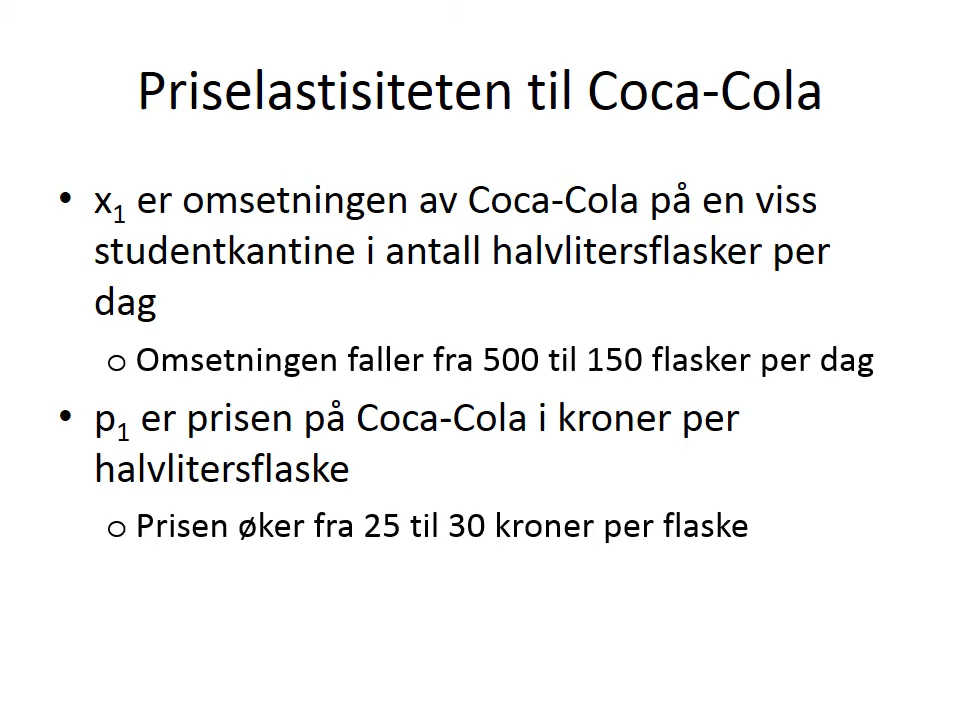 Priselastisiteten til Coca-Cola
• x₁ er omsetningen av Coca-Cola på en viss
studentkantine i antall halvlitersflasker per
dag
o Omsetningen faller fra 500 til 150 flasker per dag
• p₁ er prisen på Coca-Cola i kroner per
halvlitersflaske
o Prisen øker fra 25 til 30 kroner per flaske